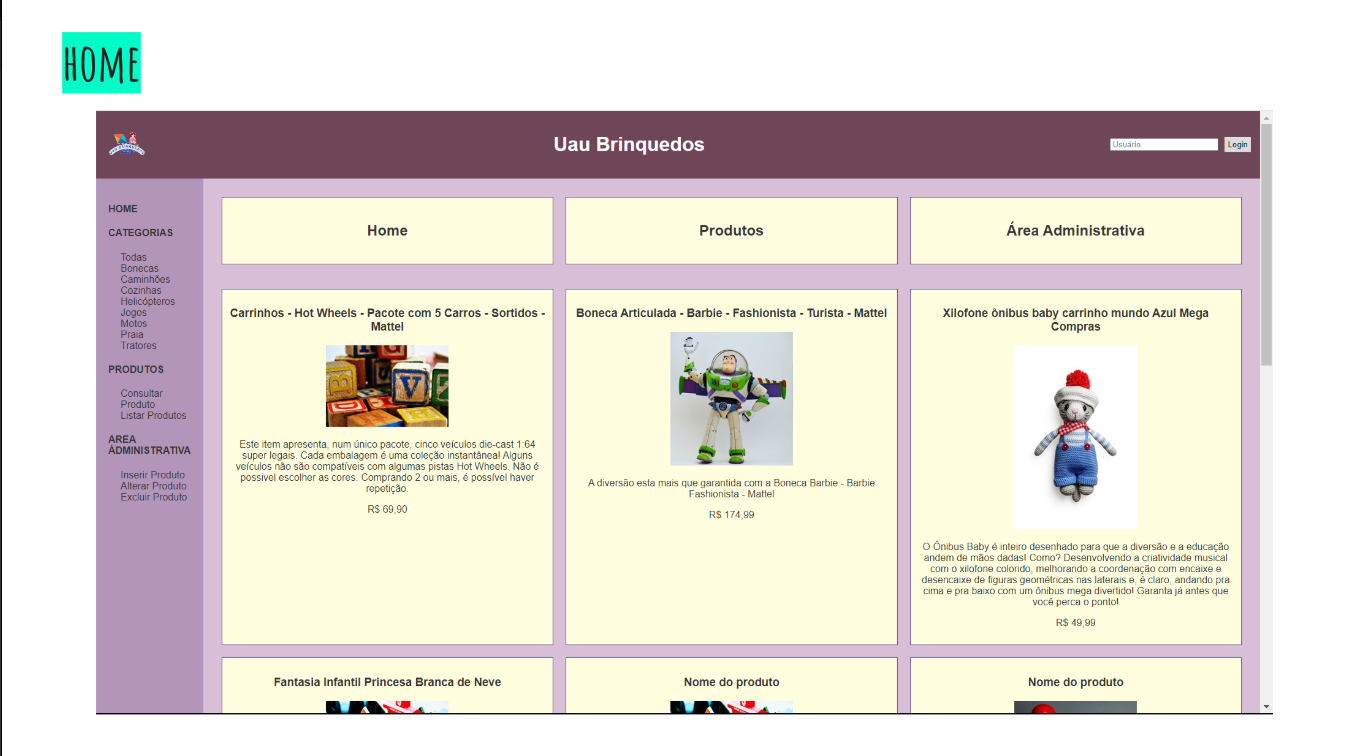 HOME
Uau Brinquedos
Usuário
Login
HOME
CATEGORIAS
Todas
Bonecas
Caminhões
Cozinhas
Helicópteros
Jogos
Motos
Praia
Tratores
PRODUTOS
Consultar
Produto
Listar Produtos
AREA
ADMINISTRATIVA
Inserir Produto
Alterar Produto
Excluir Produto
Home
Produtos
Área Administrativa
Carrinhos - Hot Wheels - Pacote com 5 Carros - Sortidos -
Mattel
Este item apresenta, num único pacote, cinco veículos die-cast 1:64
super legais. Cada embalagem é uma coleção instantânea! Alguns
veículos não são compatíveis com algumas pistas Hot Wheels. Não é
possivel escolher as cores. Comprando 2 ou mais, é possível haver
repetição.
R$ 69,90
Boneca Articulada - Barbie - Fashionista - Turista - Mattel
A diversão esta mais que garantida com a Boneca Barbie - Barbie
Fashionista - Mattel
R$ 174,99
Xilofone ônibus baby carrinho mundo Azul Mega
Compras
O Ônibus Baby é inteiro desenhado para que a diversão e a educação
andem de mãos dadas! Como? Desenvolvendo a criatividade musical
com o xilofone colorido, melhorando a coordenação com encaixe e
desencaixe de figuras geométricas nas laterais e, é claro, andando pra
cima e pra baixo com um ônibus mega divertido! Garanta já antes que
você perca o ponto!
R$ 49,99
Fantasia Infantil Princesa Branca de Neve
Nome do produto
Nome do produto